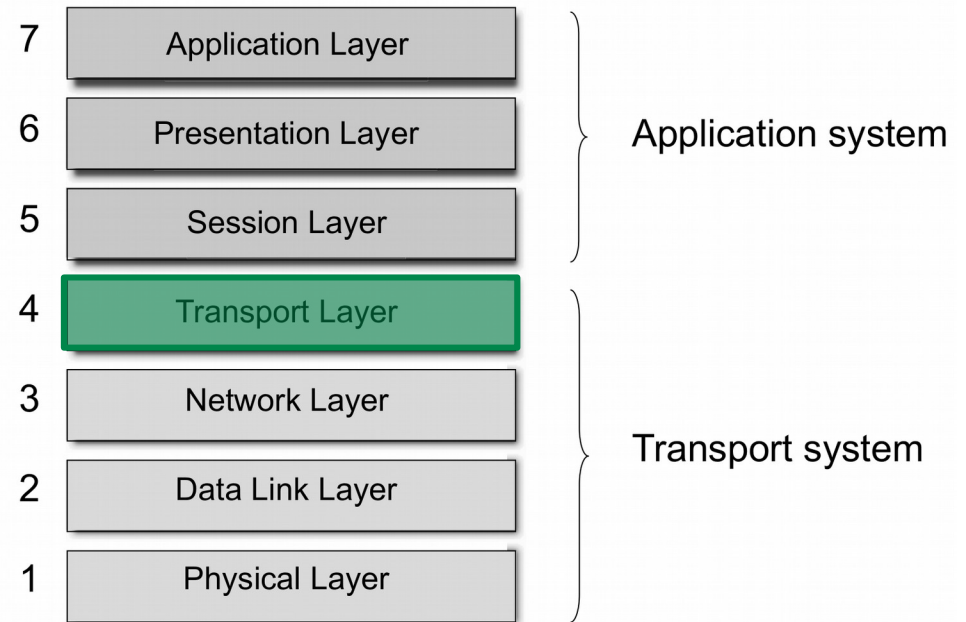 7 Application Layer
6 Presentation Layer
Application system
5 Session Layer
4 Transport Layer
3 Network Layer
Transport system
2 Data Link Layer
1 Physical Layer